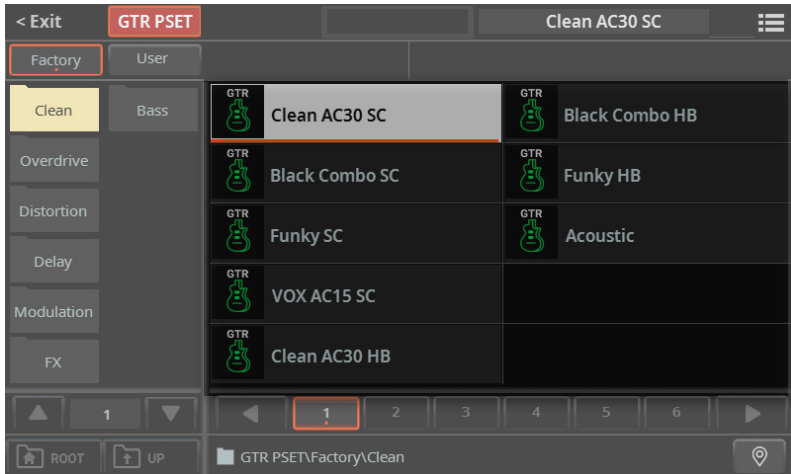 < Exit GTR PSET Clean AC30 SC
Factory User
Clean Bass
Overdrive
Distortion
Delay
Modulation
FX
GTR Clean AC30 SC GTR Black Combo HB
GTR Black Combo SC GTR Funky HB
GTR Funky SC GTR Acoustic
GTR VOX AC15 SC
GTR Clean AC30 HB
1 1 2 3 4 5 6
ROOT UP GTR PSET\Factory\Clean